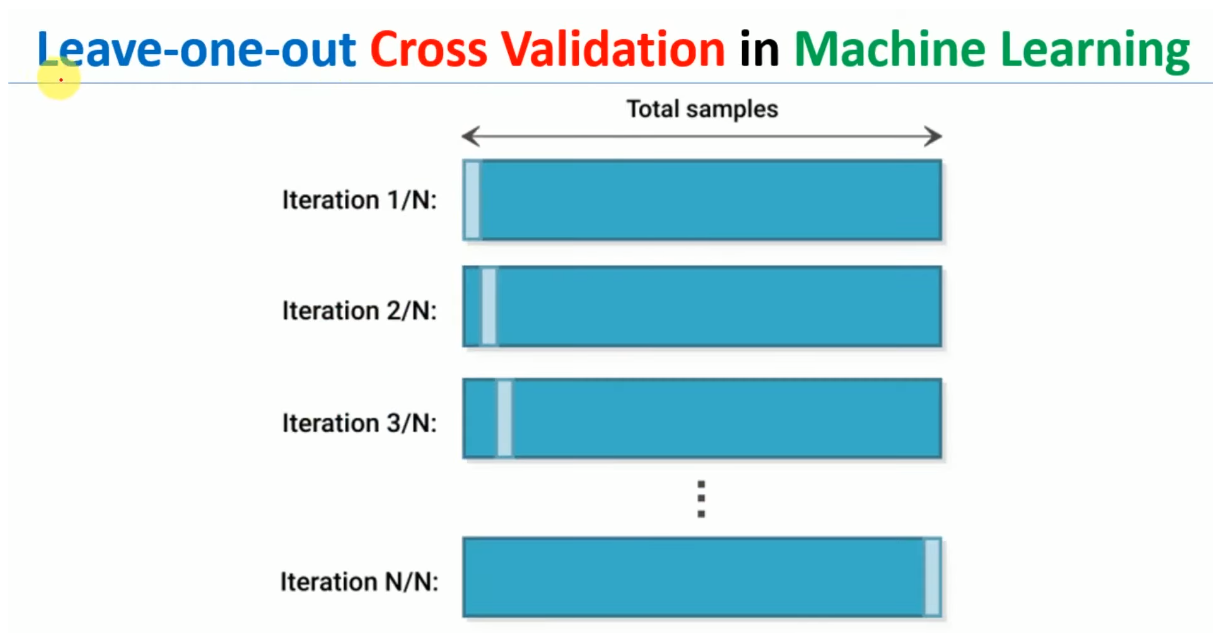 Leave-one-out Cross Validation in Machine Learning
Total samples
Iteration 1/N:
Iteration 2/N:
Iteration 3/N:
Iteration N/N: